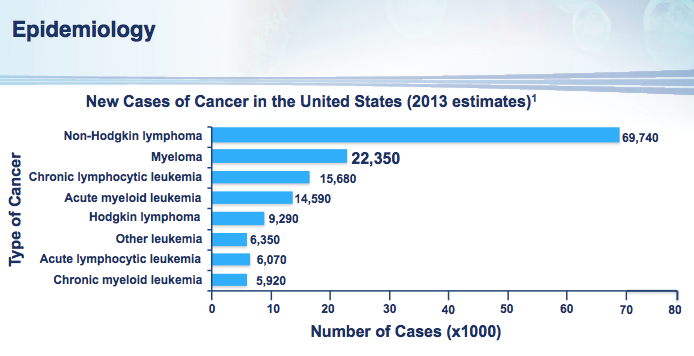 Epidemiology
New Cases of Cancer in the United States (2013 estimates)1
Type of Cancer
Non-Hodgkin lymphoma 69,740
Myeloma 22,350
Chronic lymphocytic leukemia 15,680
Acute myeloid leukemia 14,590
Hodgkin lymphoma 9,290
Other leukemia 6,350
Acute lymphocytic leukemia 6,070
Chronic myeloid leukemia 5,920
0 10 20 30 40 50 60 70 80
Number of Cases (x1000)